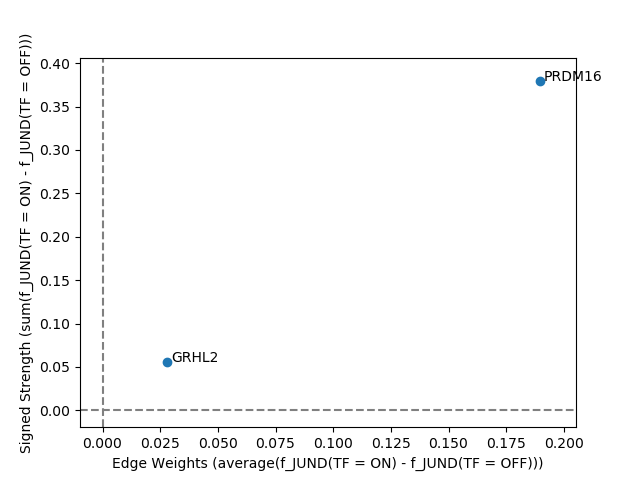 Signed Strength (sum(f_JUND(TF = ON) - f_JUND(TF = OFF)))
0.40
0.35
0.30
0.25
0.20
0.15
0.10
0.05
0.00
PRDM16
GRHL2
0.000 0.025 0.050 0.075 0.100 0.125 0.150 0.175 0.200
Edge Weights (average(f_JUND(TF = ON) - f_JUND(TF = OFF)))